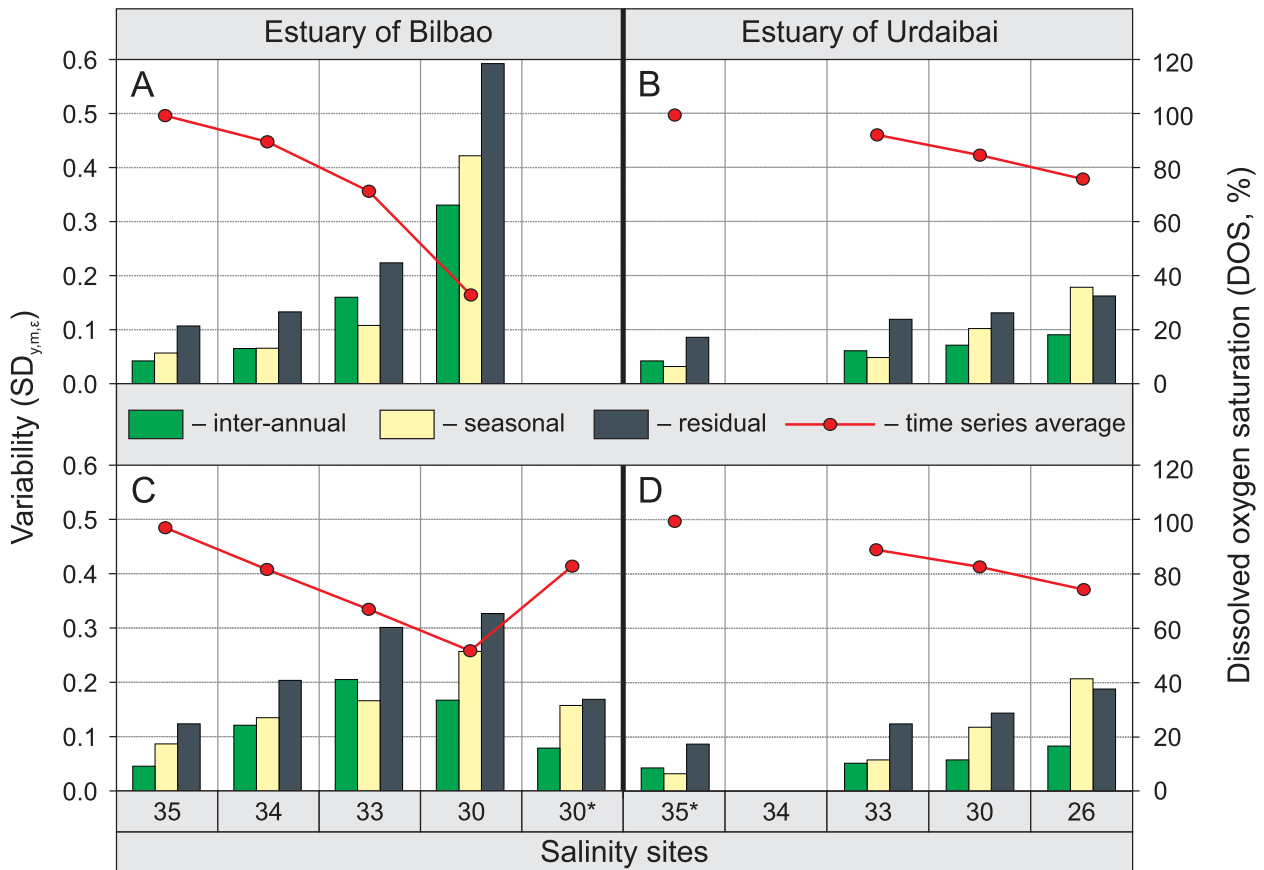 Estuary of Bilbao
Estuary of Urdaibai
A
B
0.6
0.5
0.4
0.3
0.2
0.1
0.0
120
100
80
60
40
20
0
– inter-annual
– seasonal
– residual
– time series average
C
D
0.6
0.5
0.4
0.3
0.2
0.1
0.0
120
100
80
60
40
20
0
Variability (SDy,m,ε)
Dissolved oxygen saturation (DOS, %)
35 34 33 30 30* 35* 34 33 30 26
Salinity sites